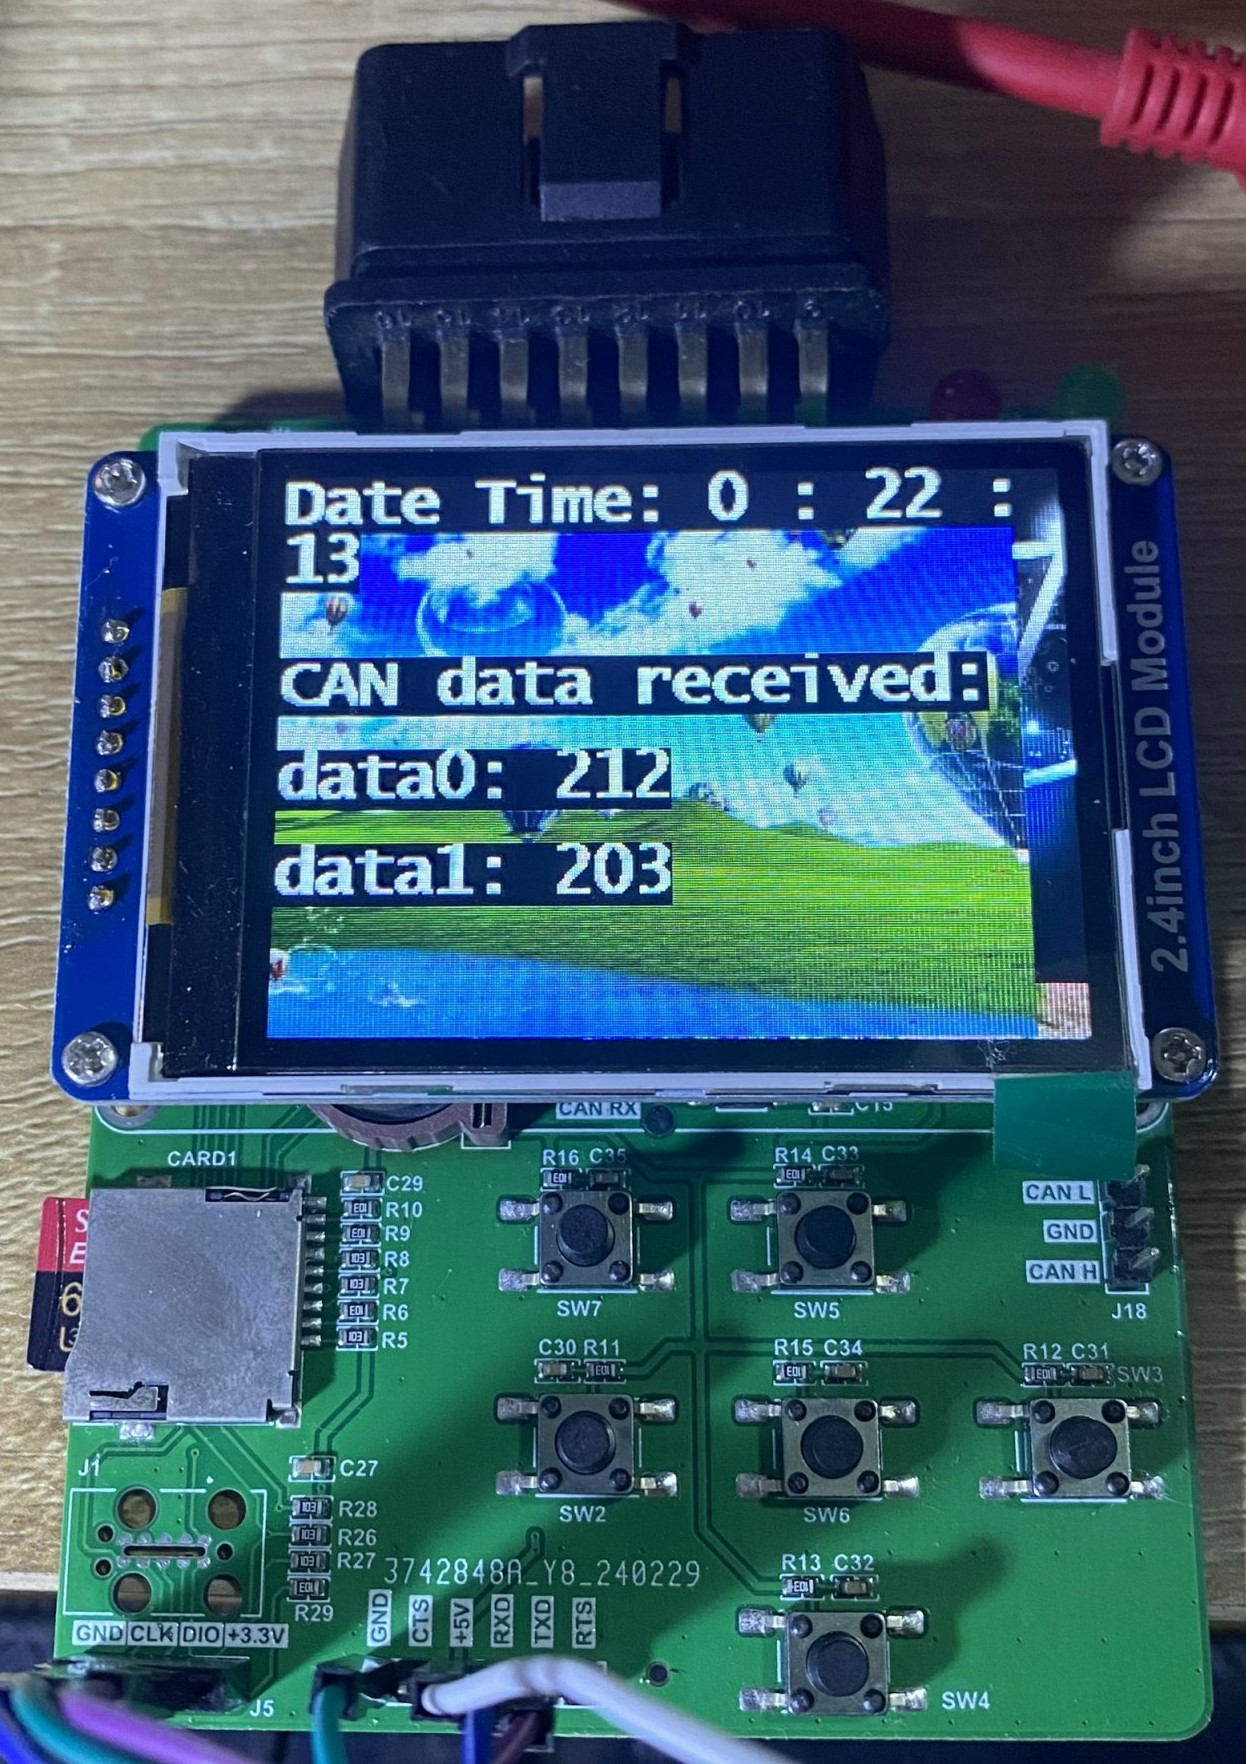 Date Time: 0 : 22 :
13
CAN data received:
data0: 212
data1: 203
2.4inch LCD Module
CAN RX
C15
CARD1
C29
R10
R9
R8
R7
R6
R5
R16 C35
SW7
R14 C33
SW5
CAN L
GND
CAN H
J18
C30 R11
SW2
R15 C34
SW6
R12 C31
SW3
J1
C27
R28
R26
R27
R29
3742848A_Y8_240229
GND CLK DIO +3.3V
J5
GND
CTS
+5V
RXD
TXD
RTS
R13 C32
SW4